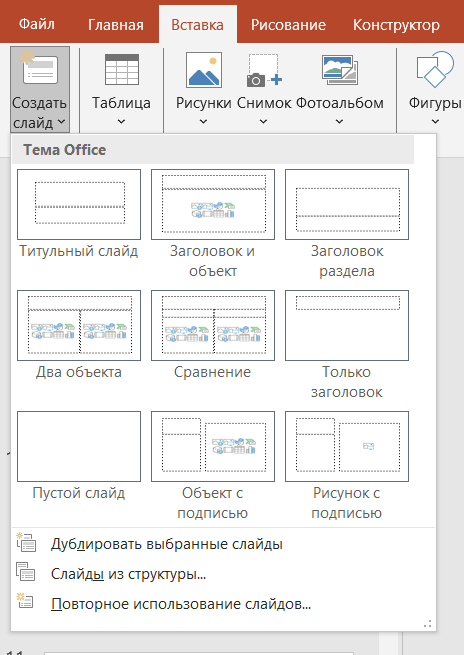 Файл Главная Вставка Рисование Конструктор
Создать слайд Таблица Рисунки Снимок Фотоальбом Фигуры
Тема Office
Титульный слайд Заголовок и объект Заголовок раздела
Два объекта Сравнение Только заголовок
Пустой слайд Объект с подписью Рисунок с подписью
Дублировать выбранные слайды
Слайды из структуры...
Повторное использование слайдов...